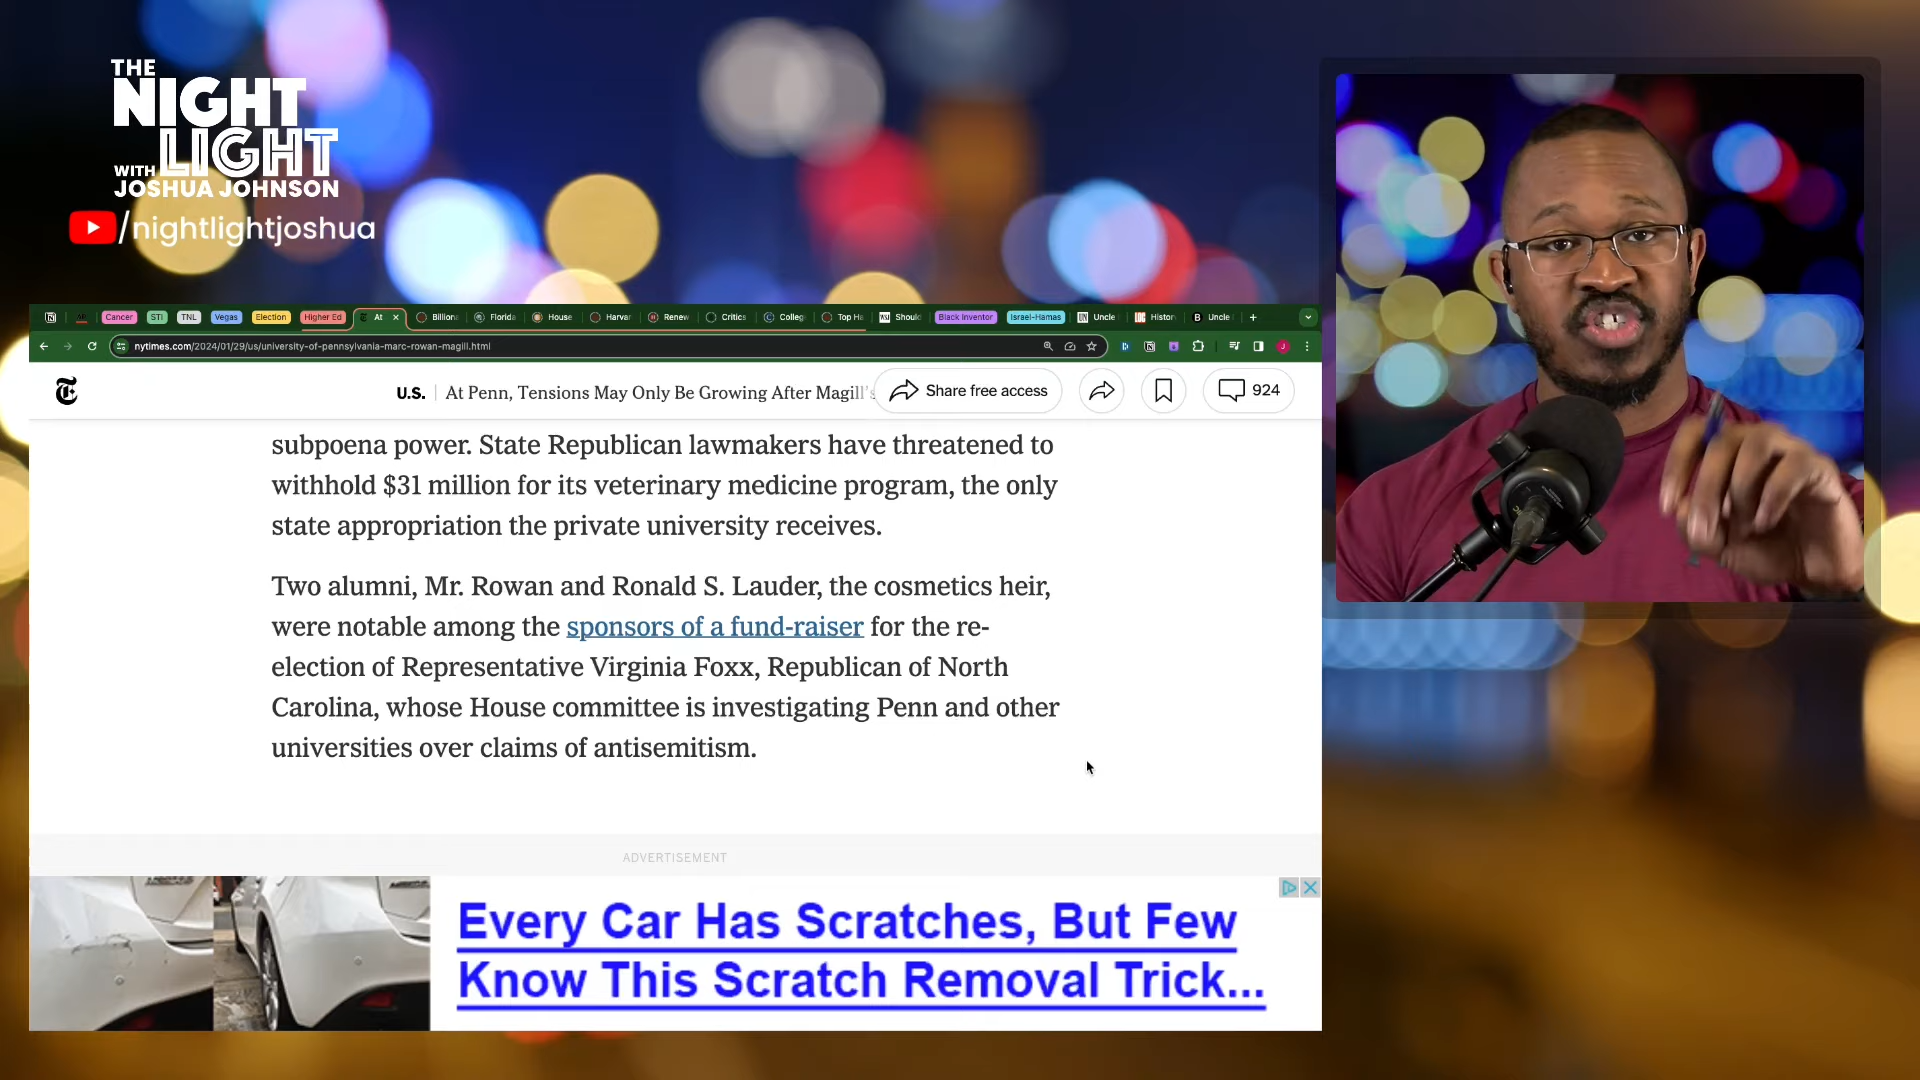 THE
NIGHT
LIGHT
WITH
JOSHUA JOHNSON
/nightlightjoshua
Cancer STI TNL Vegas Election Higher Ed At Billion Florida House Harvar Renew Critics Colleg Top Ha Should Black Inventor Israel-Hamas Uncle Histor Uncle
nytimes.com/2024/01/29/us/university-of-pennsylvania-marc-rowan-magill.html
U.S. At Penn, Tensions May Only Be Growing After Magill's Share free access 924
subpoena power. State Republican lawmakers have threatened to
withhold $31 million for its veterinary medicine program, the only
state appropriation the private university receives.
Two alumni, Mr. Rowan and Ronald S. Lauder, the cosmetics heir,
were notable among the sponsors of a fund-raiser for the re-
election of Representative Virginia Foxx, Republican of North
Carolina, whose House committee is investigating Penn and other
universities over claims of antisemitism.
ADVERTISEMENT
Every Car Has Scratches, But Few
Know This Scratch Removal Trick...